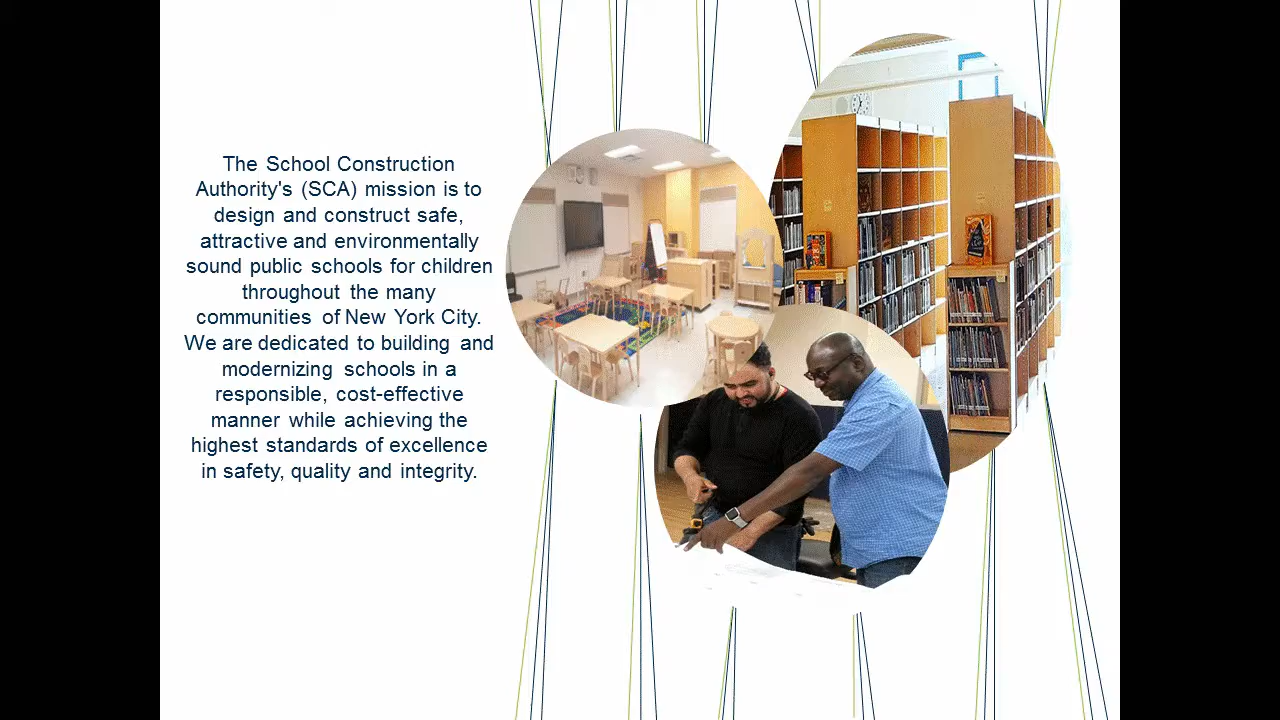 The School Construction
Authority's (SCA) mission is to
design and construct safe,
attractive and environmentally
sound public schools for children
throughout the many
communities of New York City.
We are dedicated to building and
modernizing schools in a
responsible, cost-effective
manner while achieving the
highest standards of excellence
in safety, quality and integrity.